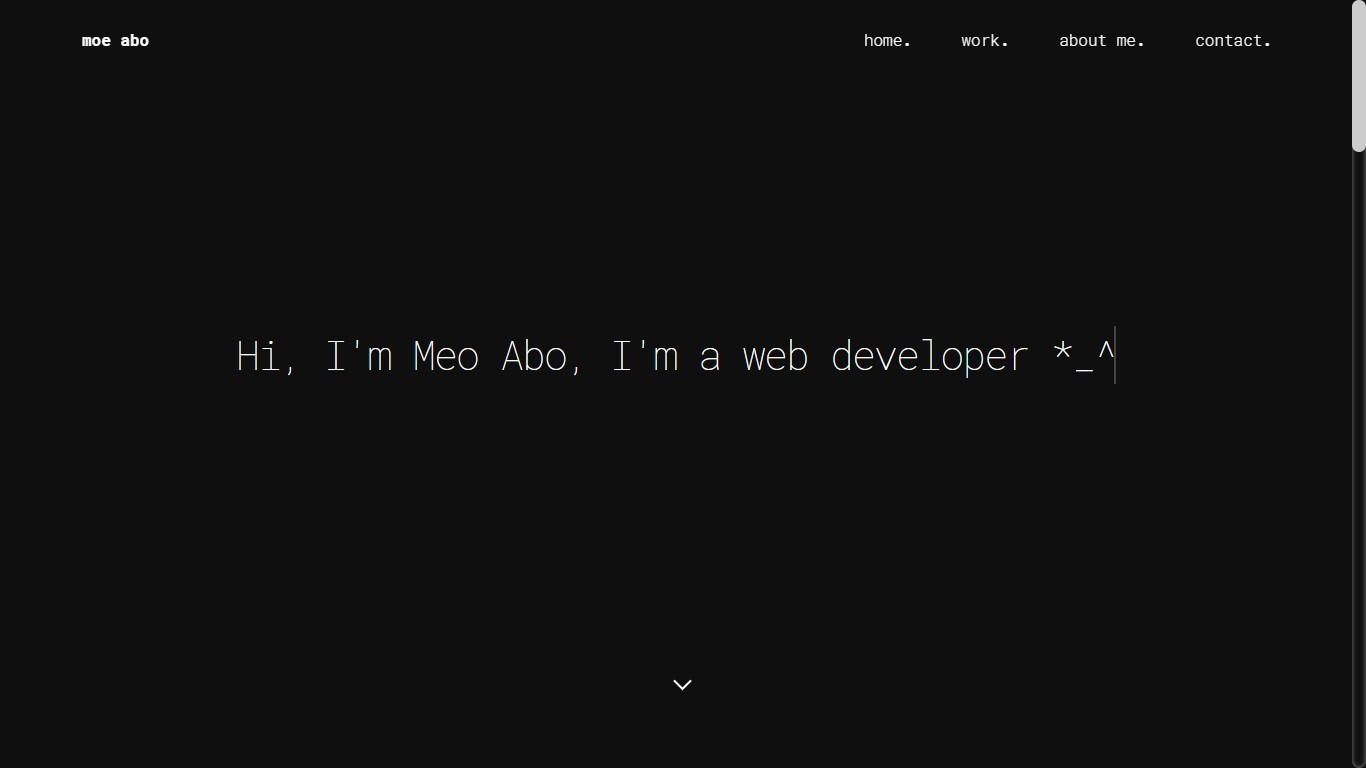 moe abo
home.
work.
about me.
contact.
Hi, I'm Meo Abo, I'm a web developer *_^